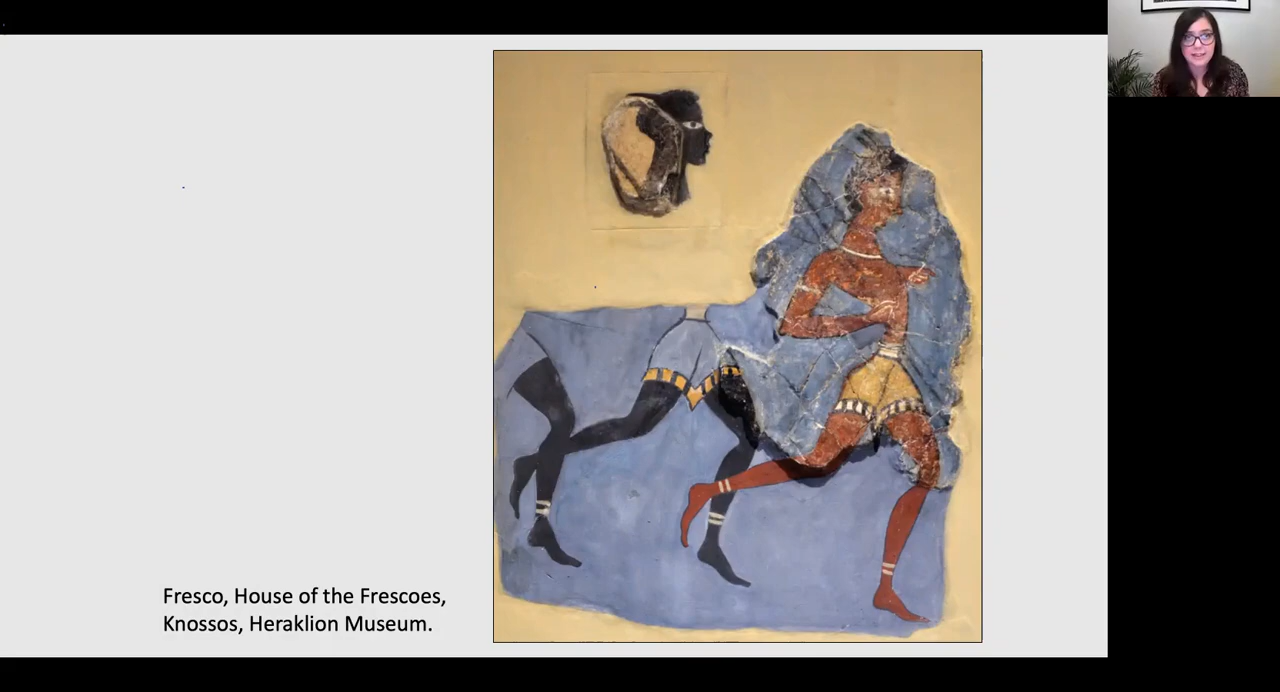 Fresco, House of the Frescoes,
Knossos, Heraklion Museum.